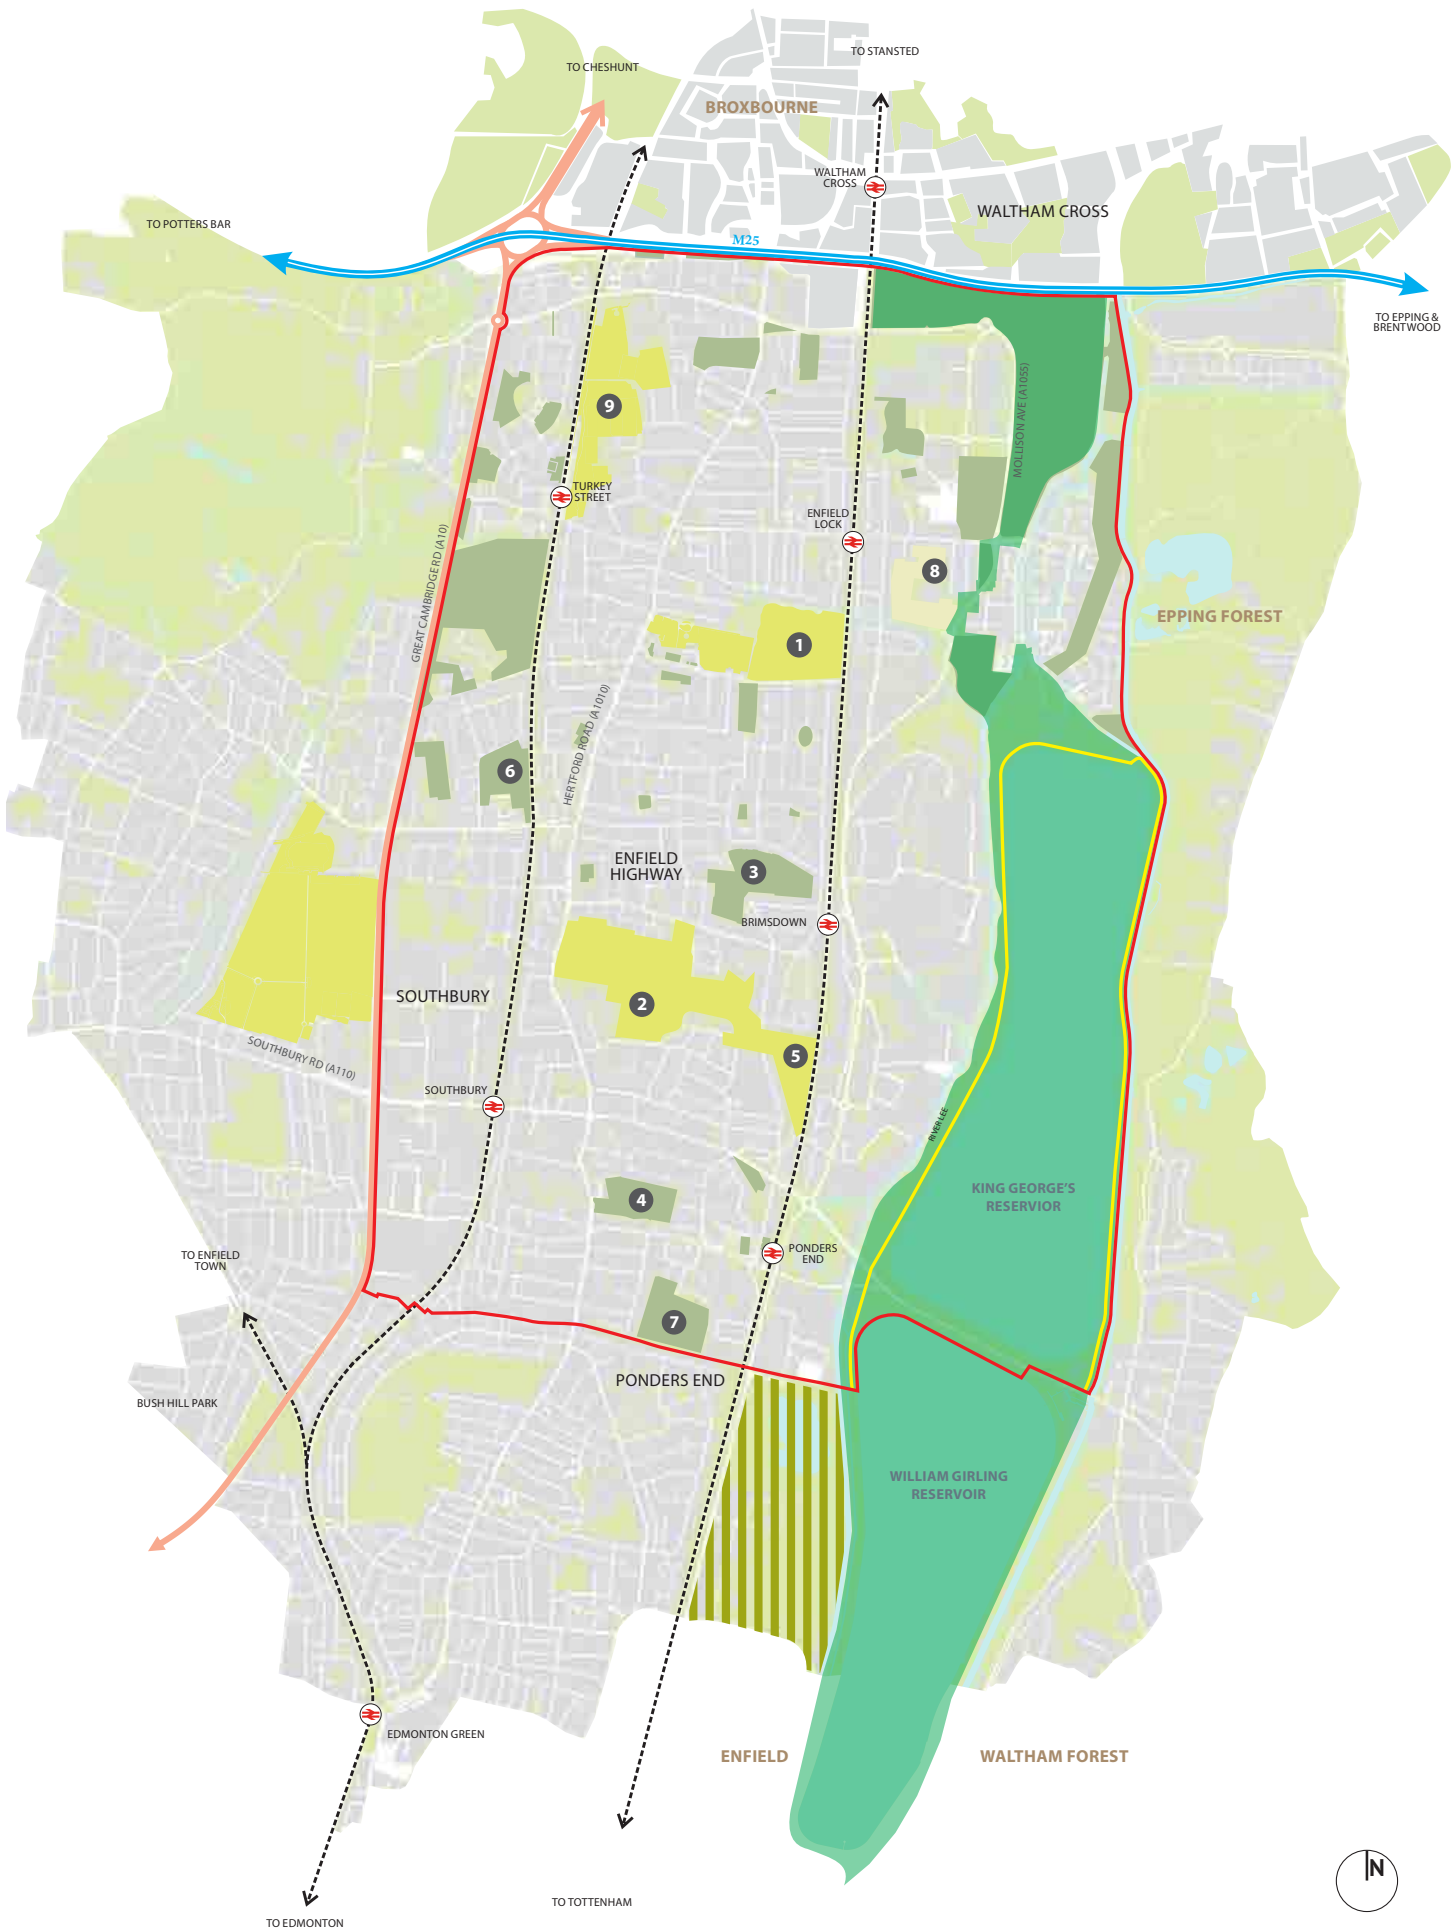 TO STANSTED
TO CHESHUNT
BROXBOURNE
WALTHAM
CROSS
WALTHAM CROSS
TO POTTERS BAR
M25
TO EPPING &
BRENTWOOD
MOLLISON AVE (A1055)
9
TURKEY
STREET
ENFIELD
LOCK
GREAT CAMBRIDGE RD (A10)
8
EPPING FOREST
1
HERTFORD ROAD (A1010)
6
ENFIELD
HIGHWAY
3
BRIMSDOWN
SOUTHBURY
2
SOUTHBURY RD (A110)
5
SOUTHBURY
RIVER LEE
KING GEORGE'S
RESERVIOR
4
TO ENFIELD
TOWN
PONDERS
END
7
PONDERS END
BUSH HILL PARK
WILLIAM GIRLING
RESERVOIR
EDMONTON GREEN
ENFIELD
WALTHAM FOREST
N
TO TOTTENHAM
TO EDMONTON